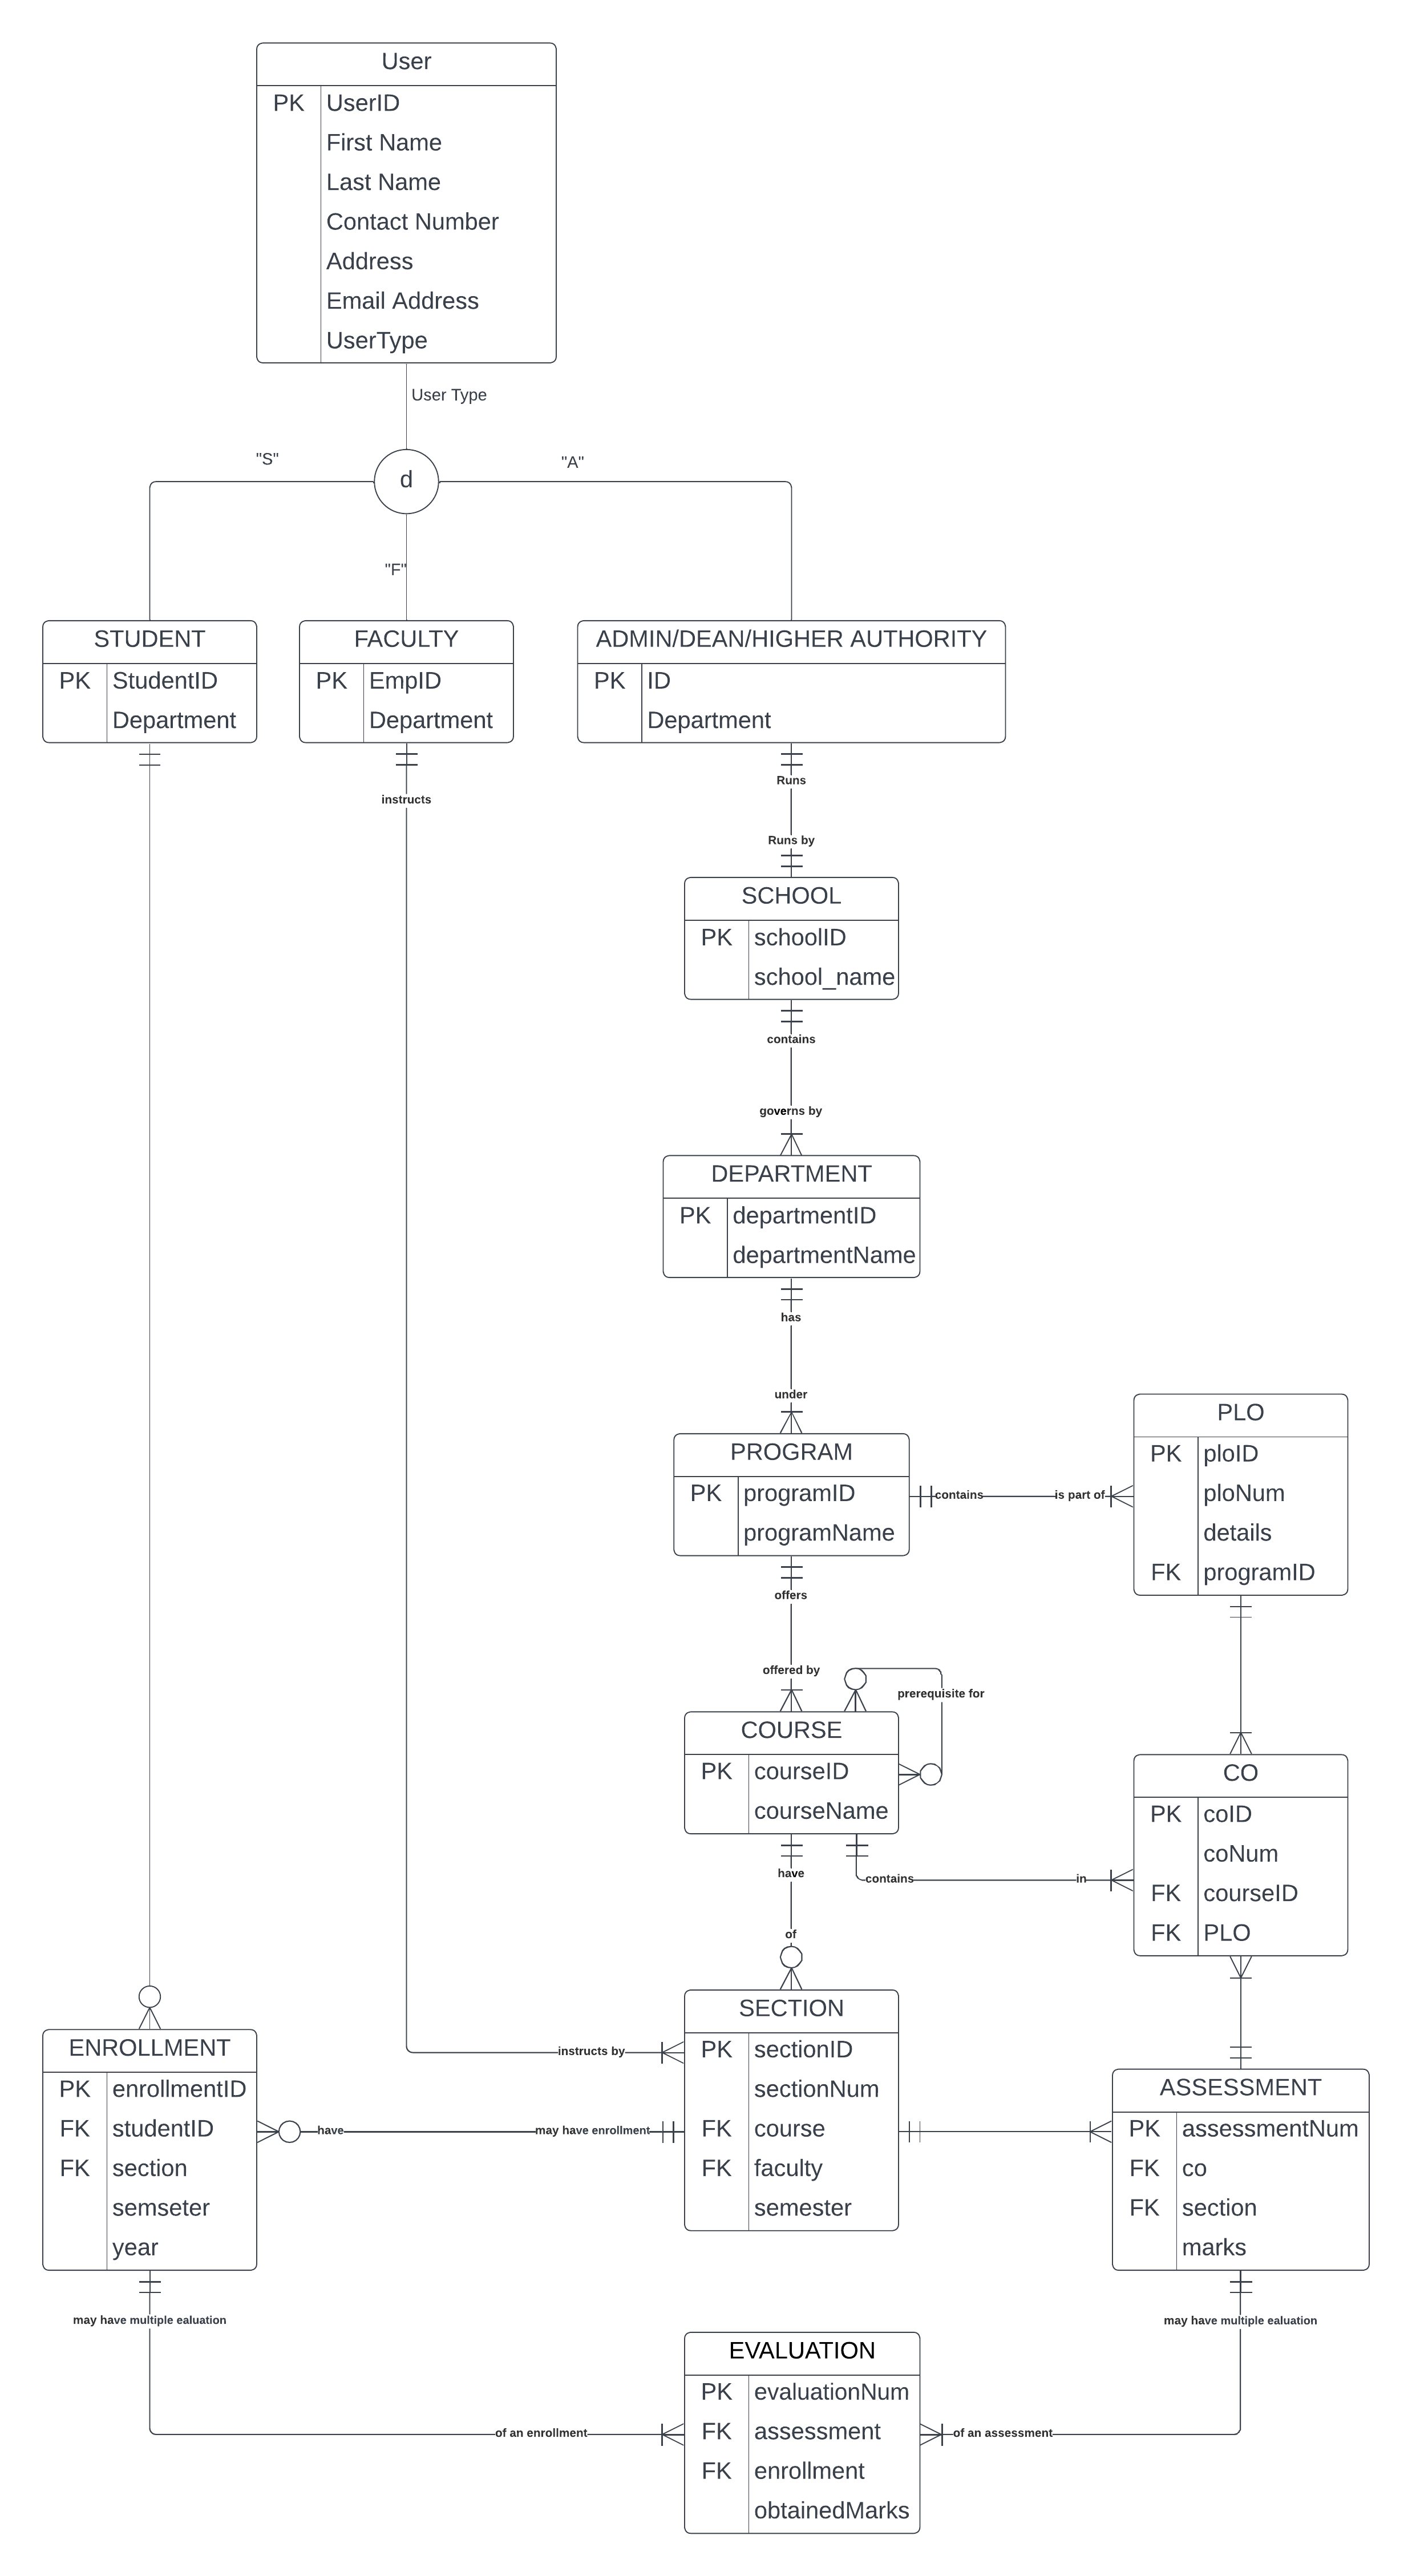 User
PK UserID
First Name
Last Name
Contact Number
Address
Email Address
UserType
User Type
"S"
"A"
d
"F"
STUDENT
PK StudentID
Department
FACULTY
PK EmpID
Department
ADMIN/DEAN/HIGHER AUTHORITY
PK ID
Department
instructs
Runs
Runs by
SCHOOL
PK schoolID
school_name
contains
governs by
DEPARTMENT
PK departmentID
departmentName
has
under
PROGRAM
PK programID
programName
contains
is part of
PLO
PK ploID
ploNum
details
FK programID
offers
offered by
prerequisite for
COURSE
PK courseID
courseName
have
of
contains
in
CO
PK coID
coNum
FK courseID
FK PLO
ENROLLMENT
PK enrollmentID
FK studentID
FK section
semseter
year
instructs by
have
may have enrollment
SECTION
PK sectionID
sectionNum
FK course
FK faculty
semester
ASSESSMENT
PK assessmentNum
FK co
FK section
marks
may have multiple ealuation
may have multiple ealuation
of an enrollment
EVALUATION
PK evaluationNum
FK assessment
FK enrollment
obtainedMarks
of an assessment